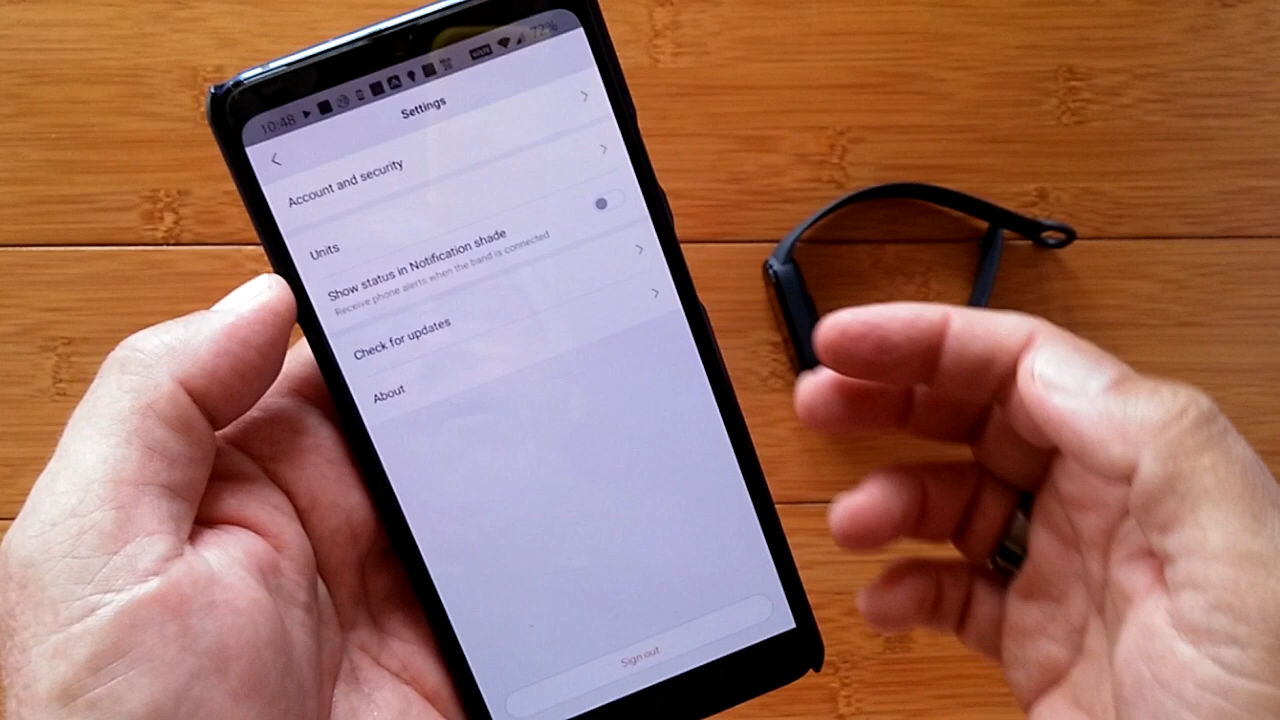 10:48
72%
Settings
Account and security
Units
Show status in Notification shade
Receive phone alerts when the band is connected
Check for updates
About
Sign out